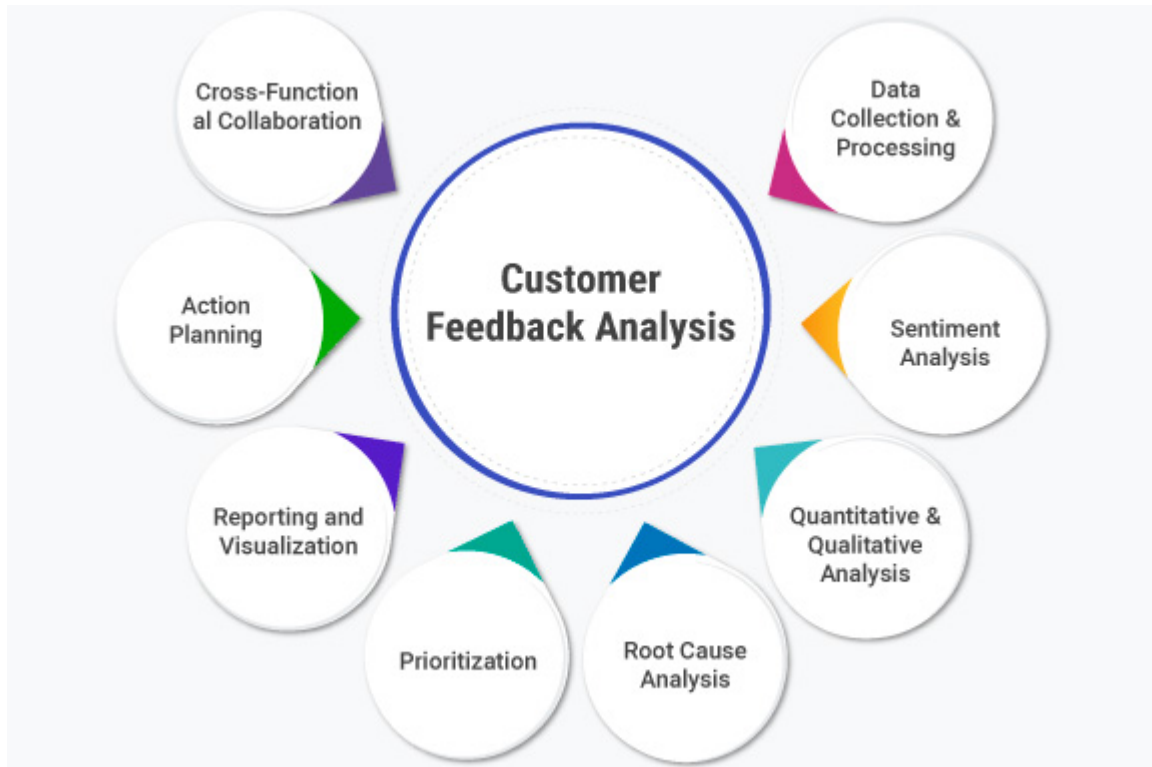 Cross-Function
al Collaboration
Data
Collection &
Processing
Customer
Feedback Analysis
Action
Planning
Sentiment
Analysis
Reporting and
Visualization
Quantitative &
Qualitative
Analysis
Prioritization
Root Cause
Analysis